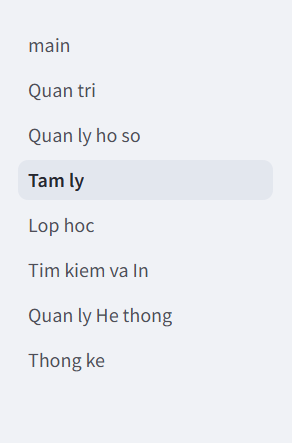 main
Quan tri
Quan ly ho so
Tam ly
Lop hoc
Tim kiem va In
Quan ly He thong
Thong ke